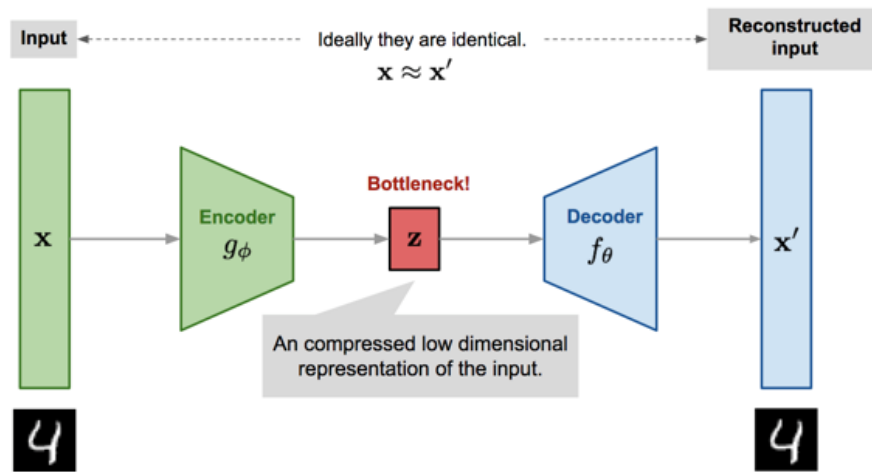 Input
Ideally they are identical.
x ≈ x′
Reconstructed
input
Bottleneck!
x
Encoder
gϕ
z
Decoder
fθ
x′
An compressed low dimensional
representation of the input.
4
4